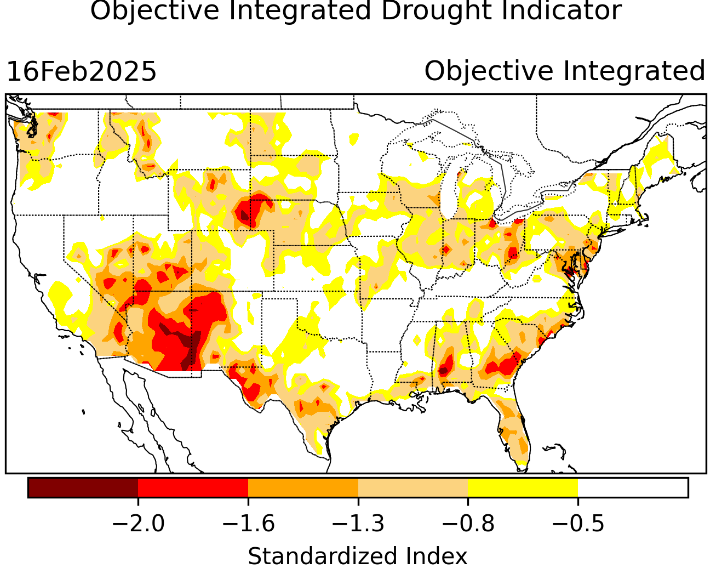 Objective Integrated Drought Indicator
16Feb2025 Objective Integrated
−2.0 −1.6 −1.3 −0.8 −0.5
Standardized Index